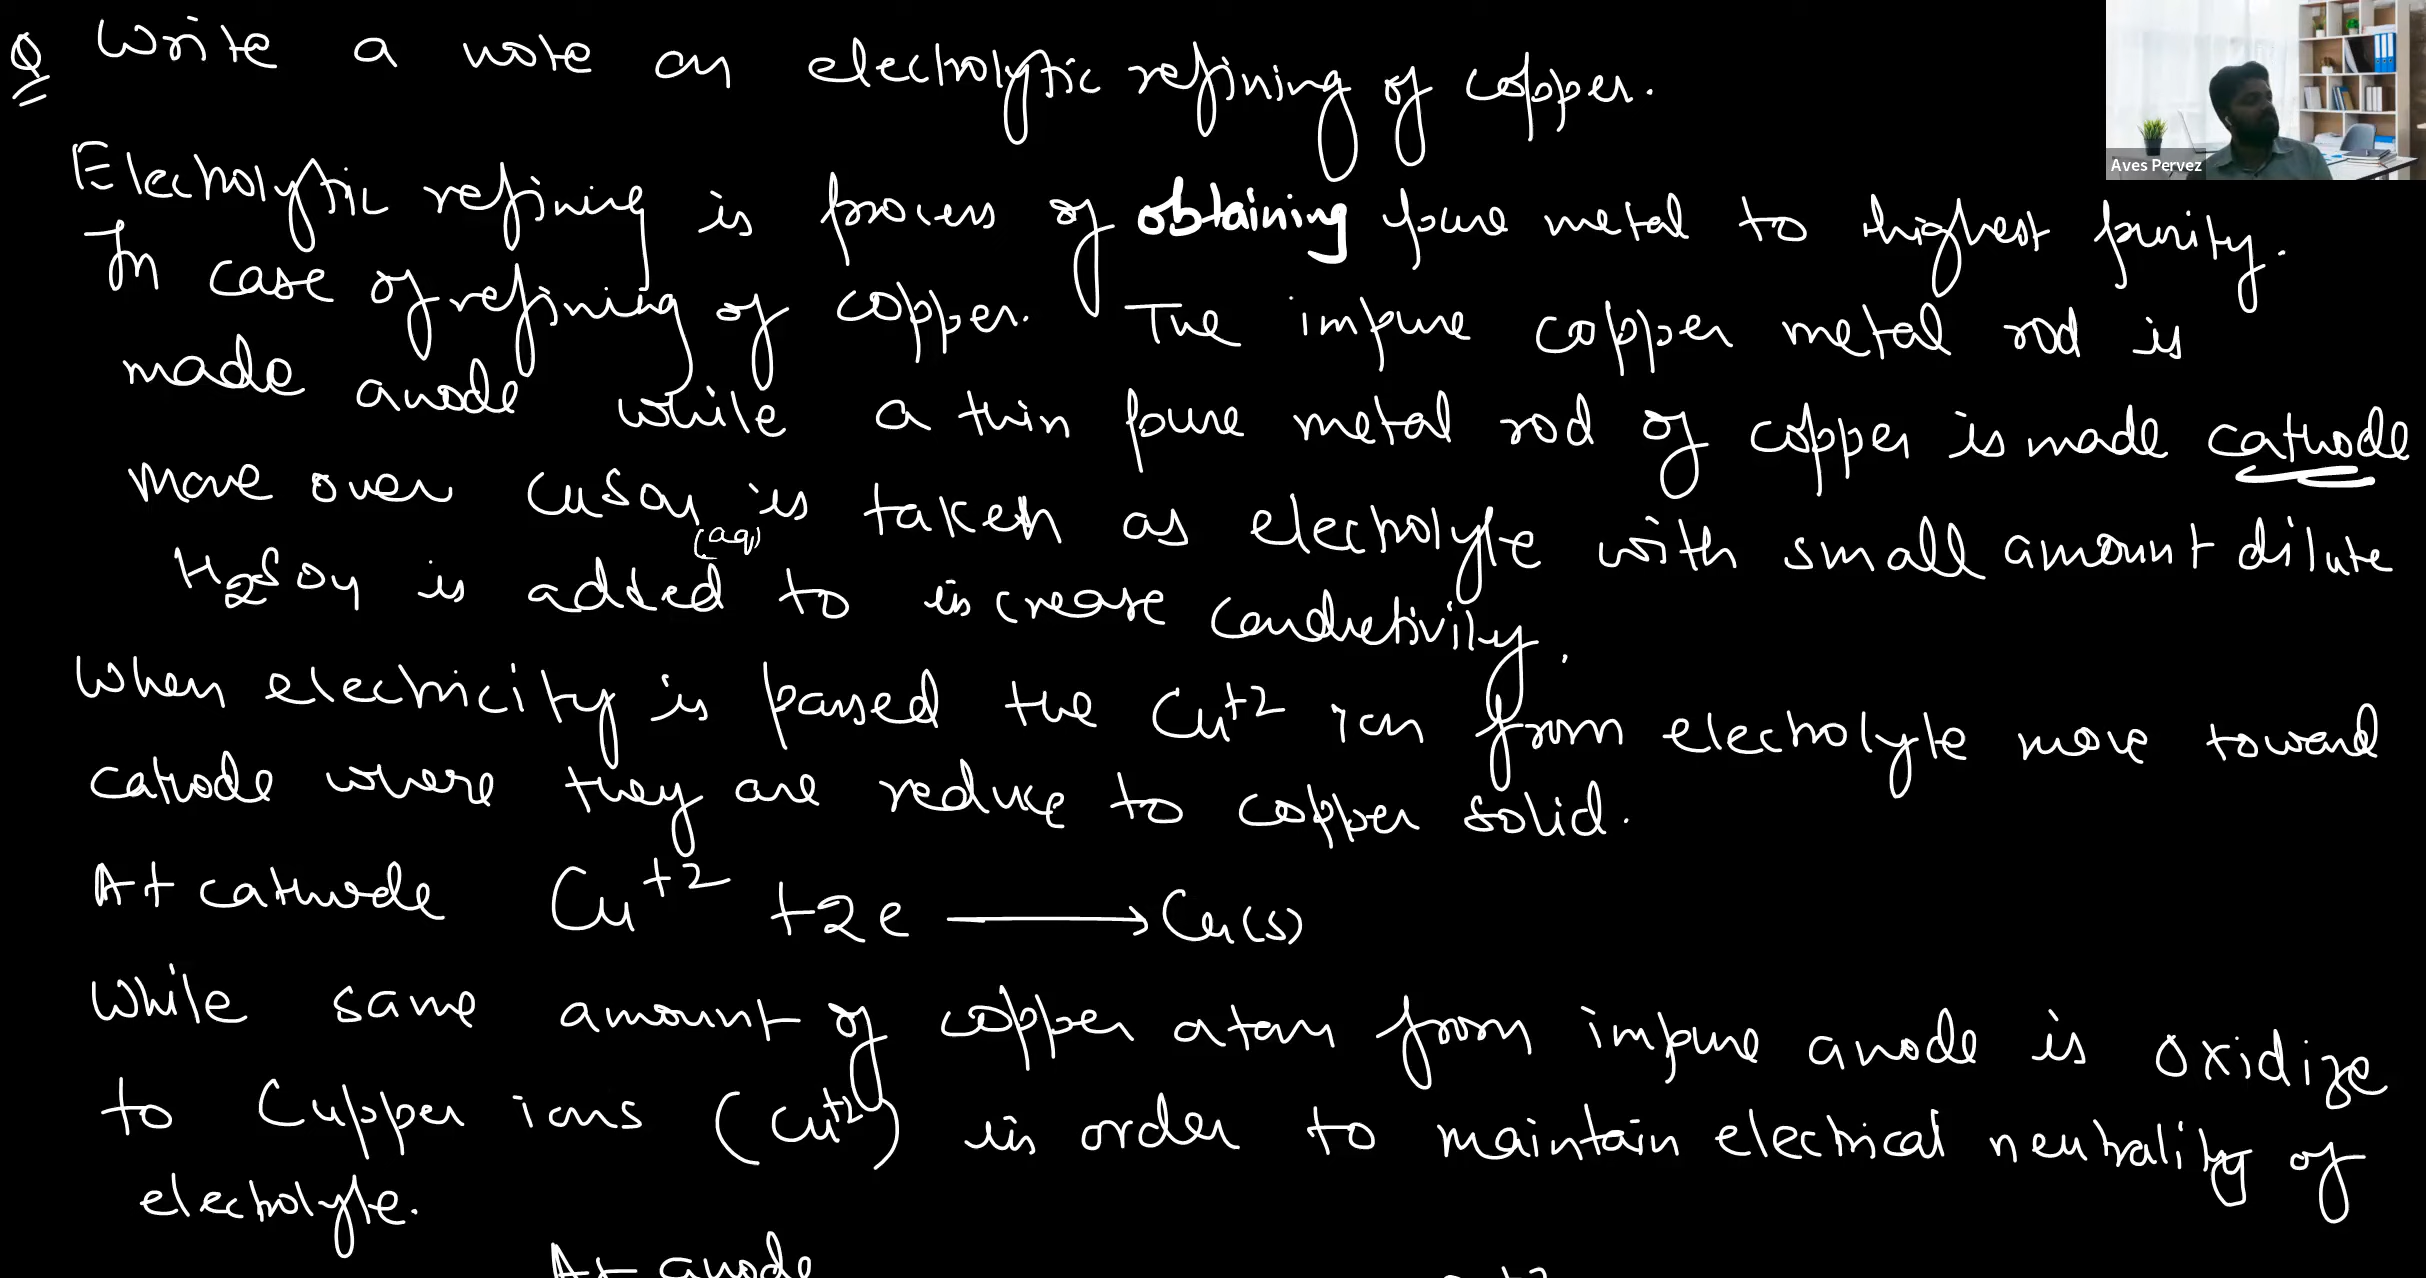 Q Write a note on electrolytic refining of copper.
Aves Pervez
Electrolytic refining is process of obtaining pure metal to highest purity.
In case of refining of copper. The impure copper metal rod is
made anode while a thin pure metal rod of copper is made cathode
more over CuSO4(aq) is taken as electrolyte with small amount dilute
H2SO4 is added to increase conductivity.
When electricity is passed the Cu+2 ion from electrolyte move toward
cathode where they are reduce to copper solid.
At cathode Cu+2 +2e ⟶ Cu(s)
While same amount of copper atom from impure anode is oxidize
to Cupper ions (Cu+2) in order to maintain electrical neutrality of
electrolyte.
At anode